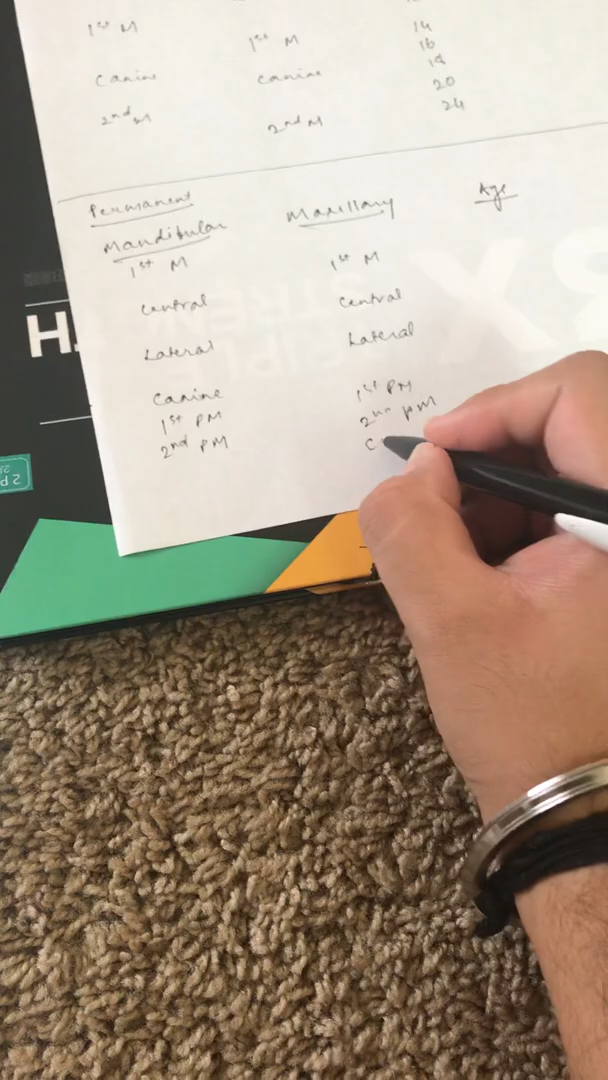 1st M 1st M 14
16
18
Canine Canine 20
2nd M 2nd M 24
Permanent
Mandibular Maxillary Age
1st M 1st M
Central Central
Lateral Lateral
Canine 1st PM
1st PM 2nd PM
2nd PM C
H
X